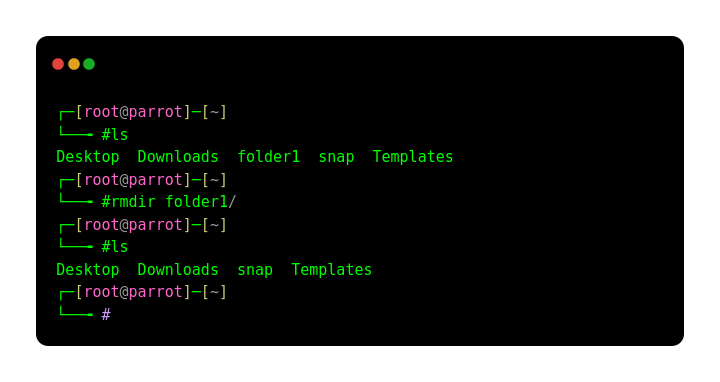 ┌─[root@parrot]─[~]
└──╼ #ls
Desktop  Downloads  folder1  snap  Templates
┌─[root@parrot]─[~]
└──╼ #rmdir folder1/
┌─[root@parrot]─[~]
└──╼ #ls
Desktop  Downloads  snap  Templates
┌─[root@parrot]─[~]
└──╼ #